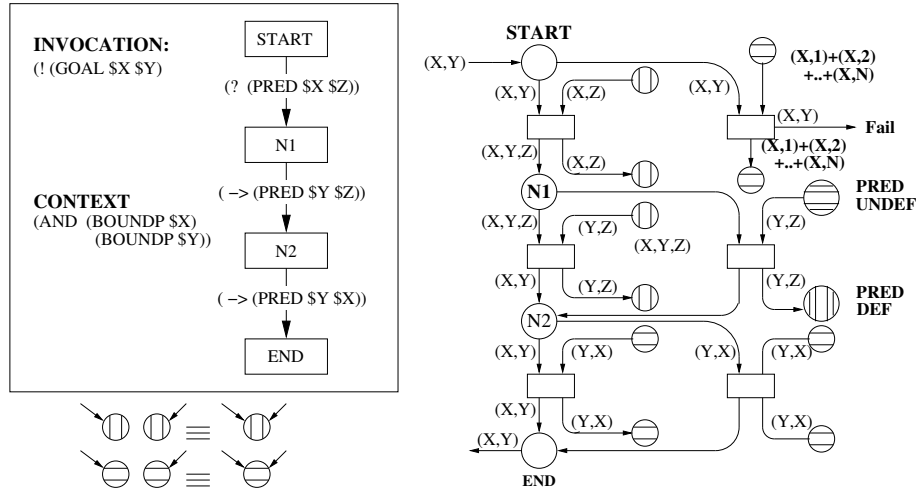 INVOCATION:
(! (GOAL $X $Y)
START
(? (PRED $X $Z))
N1
( −> (PRED $Y $Z))
CONTEXT
(AND (BOUNDP $X)
(BOUNDP $Y))
N2
( −> (PRED $Y $X))
END
START
(X,Y)
(X,Y)
(X,Z)
(X,Y)
(X,1)+(X,2)
+..+(X,N)
(X,Y)
Fail
(X,Y,Z)
(X,Z)
(X,1)+(X,2)
+..+(X,N)
N1
PRED
UNDEF
(X,Y,Z)
(Y,Z)
(X,Y,Z)
(Y,Z)
(X,Y)
(Y,Z)
(Y,Z)
PRED
DEF
N2
(X,Y)
(Y,X)
(Y,X)
(Y,X)
(X,Y)
(Y,X)
(Y,X)
(X,Y)
END